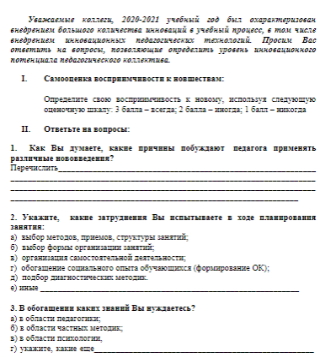 Уважаемые коллеги, 2020-2021 учебный год был охарактеризован
внедрением большого количества инноваций в учебный процесс, в том числе
внедрением инновационных педагогических технологий. Просим Вас
ответить на вопросы, позволяющие определить уровень инновационного
потенциала педагогического коллектива.
I. Самооценка восприимчивости к новшествам:
Определите свою восприимчивость к новому, используя следующую
оценочную шкалу: 3 балла – всегда; 2 балла – иногда; 1 балл – никогда
II. Ответьте на вопросы:
1. Как Вы думаете, какие причины побуждают педагога применять
различные нововведения?
Перечислить
2. Укажите, какие затруднения Вы испытываете в ходе планирования
занятия:
а) выбор методов, приемов, структуры занятий;
б) выбор формы организации занятий;
в) организация самостоятельной деятельности;
г) обогащение социального опыта обучающихся (формирование ОК);
д) подбор диагностических методик.
е) иные
3. В обогащении каких знаний Вы нуждаетесь?
а) в области педагогики;
б) в области частных методик;
в) в области психологии,
г) укажите, какие еще